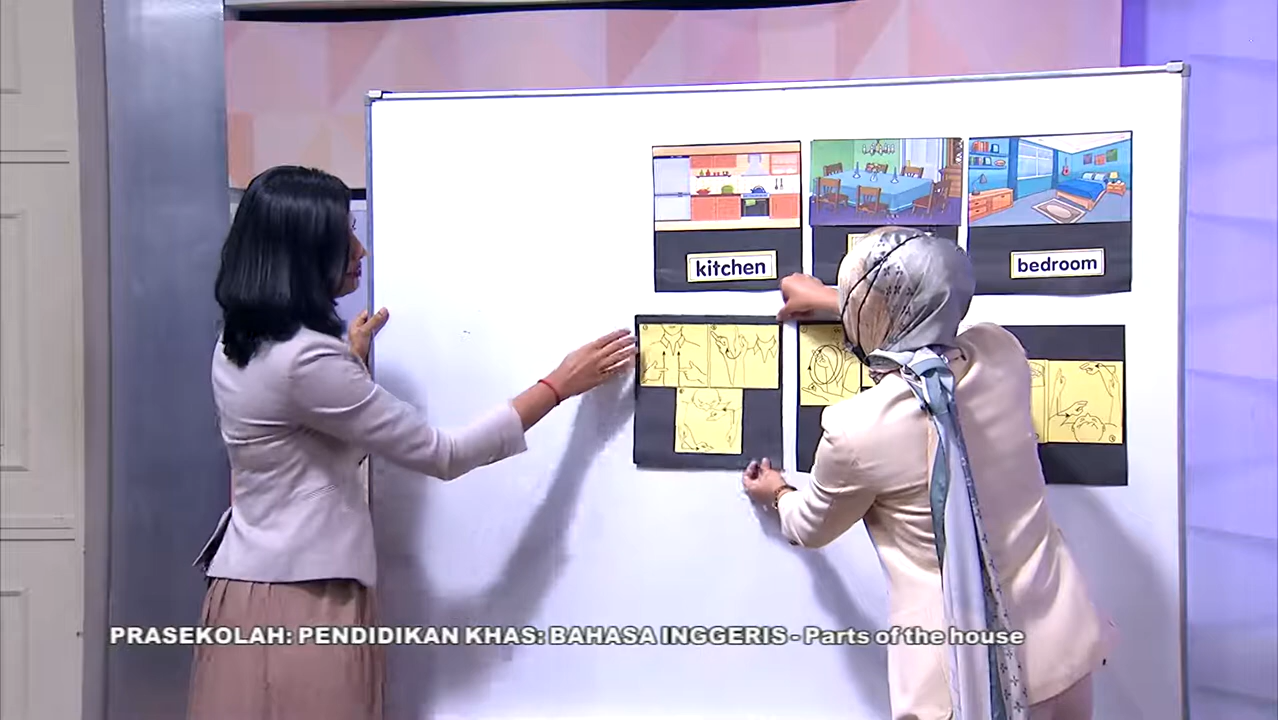 kitchen
bedroom
PRASEKOLAH: PENDIDIKAN KHAS: BAHASA INGGERIS - Parts of the house